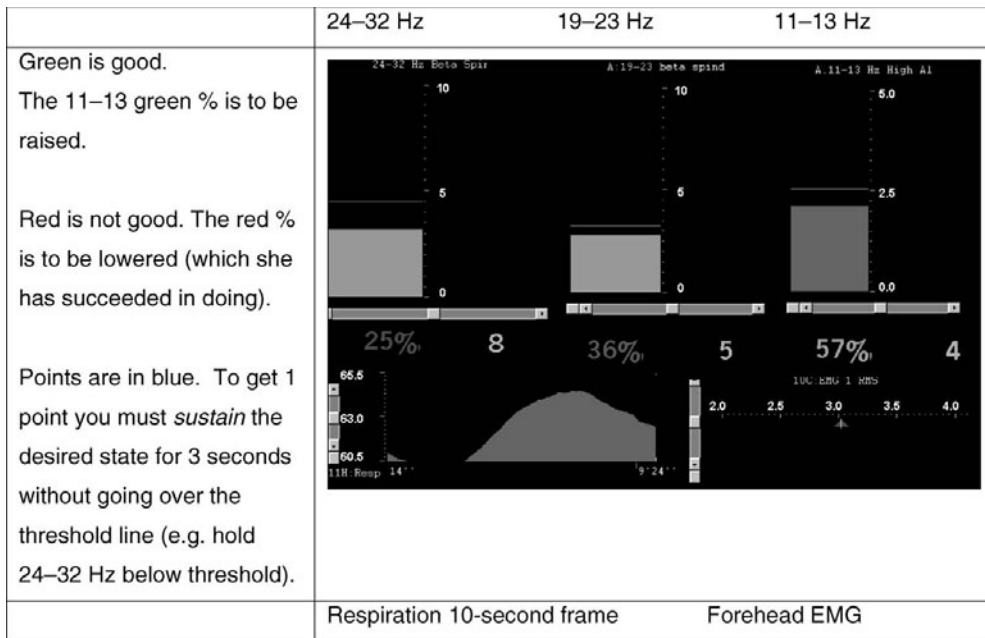 24–32 Hz 19–23 Hz 11–13 Hz
Green is good.
The 11–13 green % is to be
raised.
Red is not good. The red %
is to be lowered (which she
has succeeded in doing).
Points are in blue. To get 1
point you must sustain the
desired state for 3 seconds
without going over the
threshold line (e.g. hold
24–32 Hz below threshold).
24-32 Hz Beta Spir
10
5
0
25% 8
A:19-23 beta spind
10
5
0
36% 5
A.11-13 Hz High Al
5.0
2.5
0.0
57% 4
65.5
63.0
60.5
11H:Resp 14'' 9'24''
10C:EMG 1 RMS
2.0 2.5 3.0 3.5 4.0
Respiration 10-second frame Forehead EMG